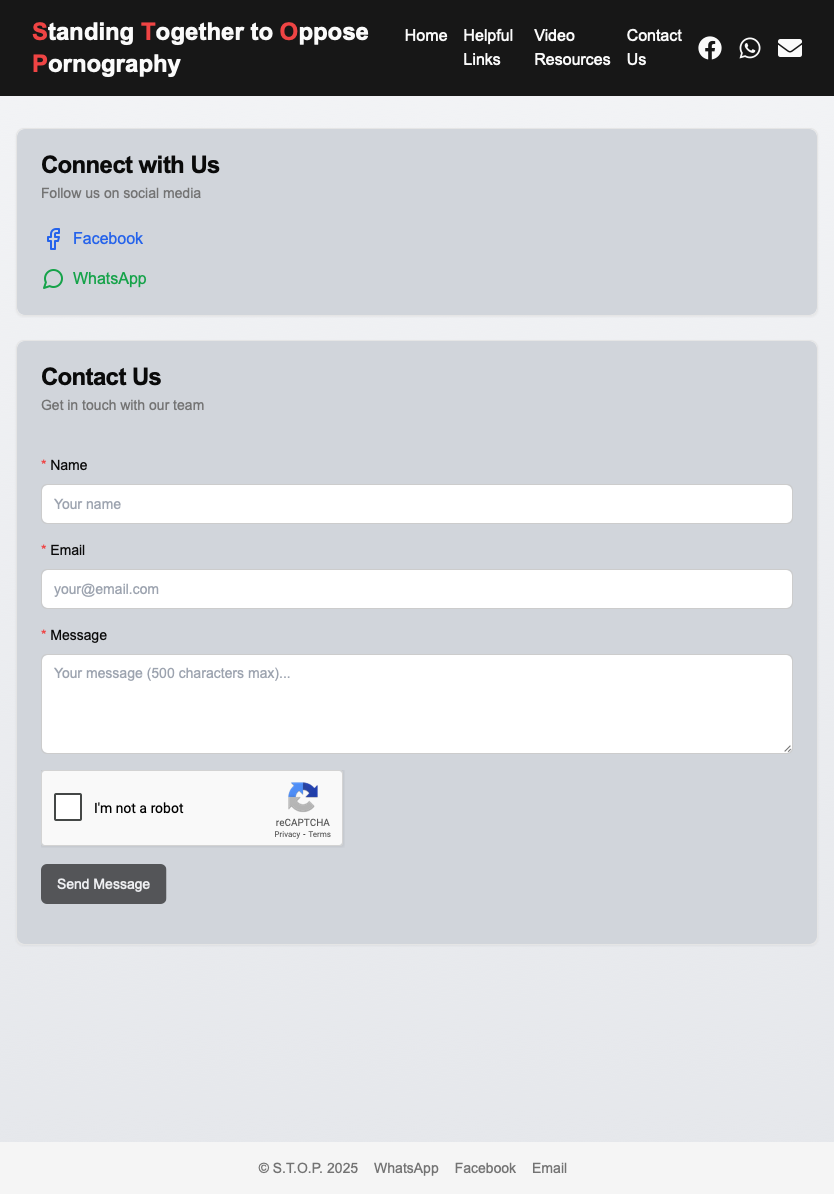 Standing Together to Oppose
Pornography
Home
Helpful
Links
Video
Resources
Contact
Us
Connect with Us
Follow us on social media
Facebook
WhatsApp
Contact Us
Get in touch with our team
* Name
Your name
* Email
your@email.com
* Message
Your message (500 characters max)...
I'm not a robot
reCAPTCHA
Privacy - Terms
Send Message
© S.T.O.P. 2025 WhatsApp Facebook Email